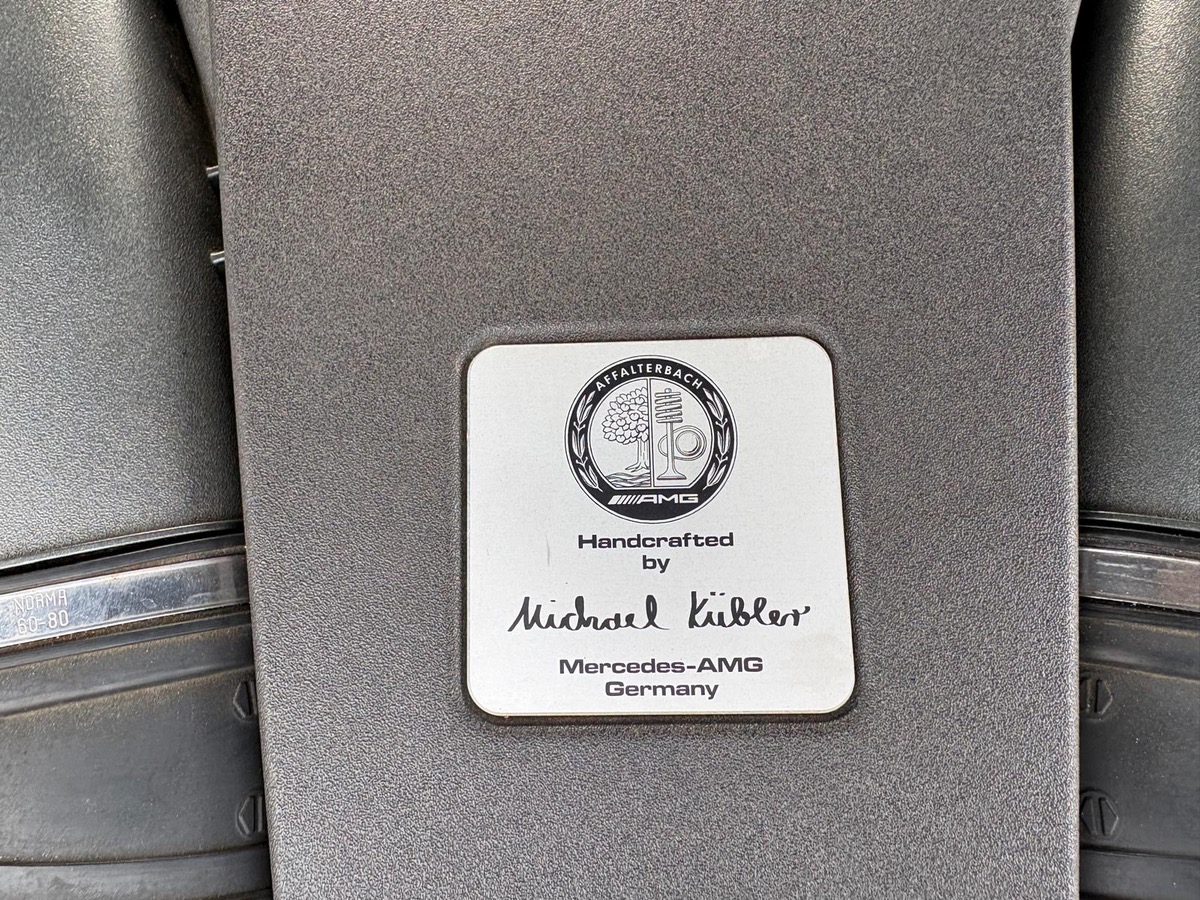 AFFALTERBACH
AMG
Handcrafted
by
Michael Kübler
Mercedes-AMG
Germany
NORMA
60-80